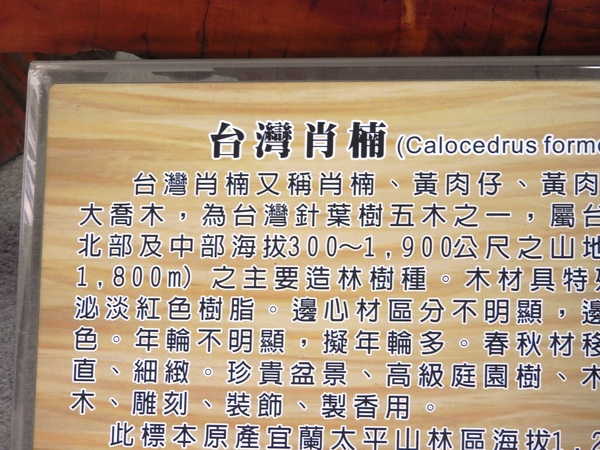 台灣肖楠 (Calocedrus formo
台灣肖楠又稱肖楠、黃肉仔、黃肉
大喬木，為台灣針葉樹五木之一，屬台
北部及中部海拔300～1,900公尺之山地
1,800m) 之主要造林樹種。木材具特殊
泌淡紅色樹脂。邊心材區分不明顯，邊
色。年輪不明顯，擬年輪多。春秋材移
直、細緻。珍貴盆景、高級庭園樹、木
木、雕刻、裝飾、製香用。
此標本原產宜蘭太平山林區海拔1,2